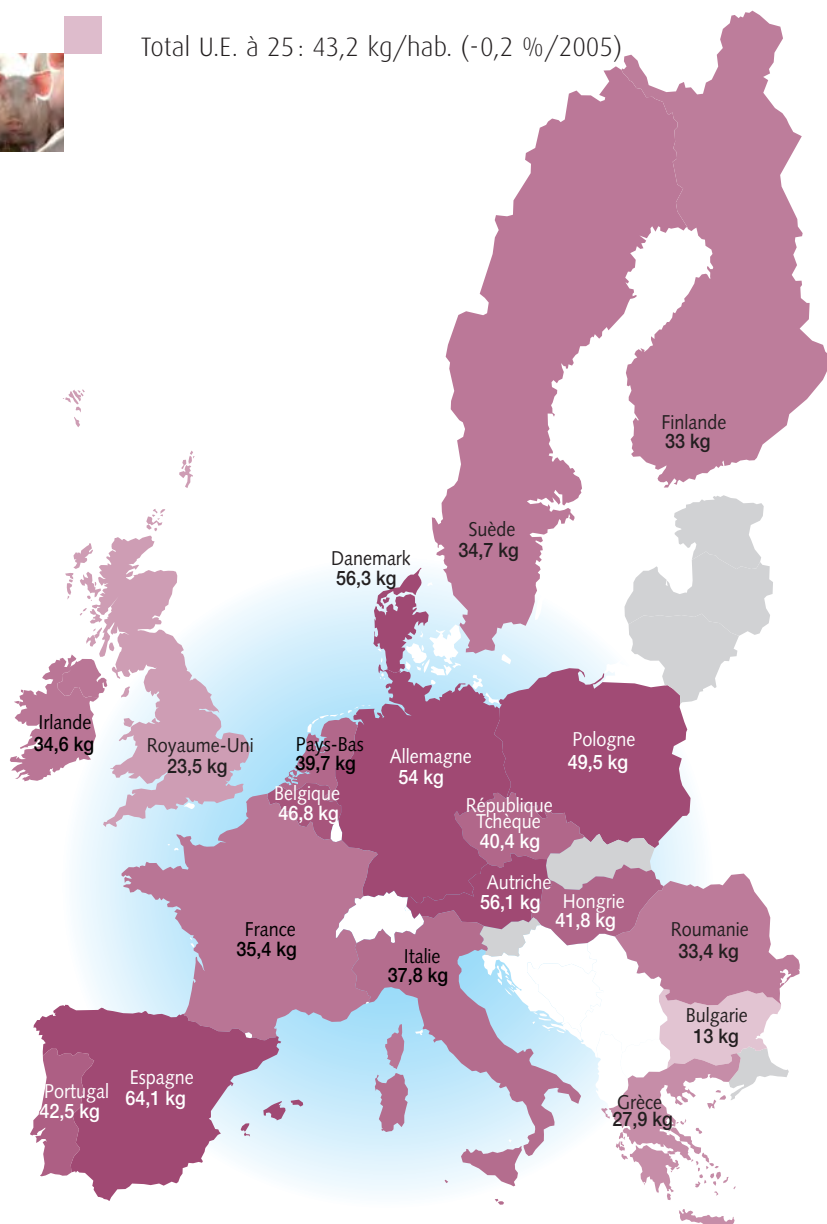 Total U.E. à 25 : 43,2 kg/hab. (-0,2 %/2005)
Finlande
33 kg
Suède
34,7 kg
Danemark
56,3 kg
Irlande
34,6 kg
Royaume-Uni
23,5 kg
Pays-Bas
39,7 kg
Allemagne
54 kg
Pologne
49,5 kg
Belgique
46,8 kg
République
Tchèque
40,4 kg
Autriche
56,1 kg
Hongrie
41,8 kg
France
35,4 kg
Italie
37,8 kg
Roumanie
33,4 kg
Bulgarie
13 kg
Portugal
42,5 kg
Espagne
64,1 kg
Grèce
27,9 kg